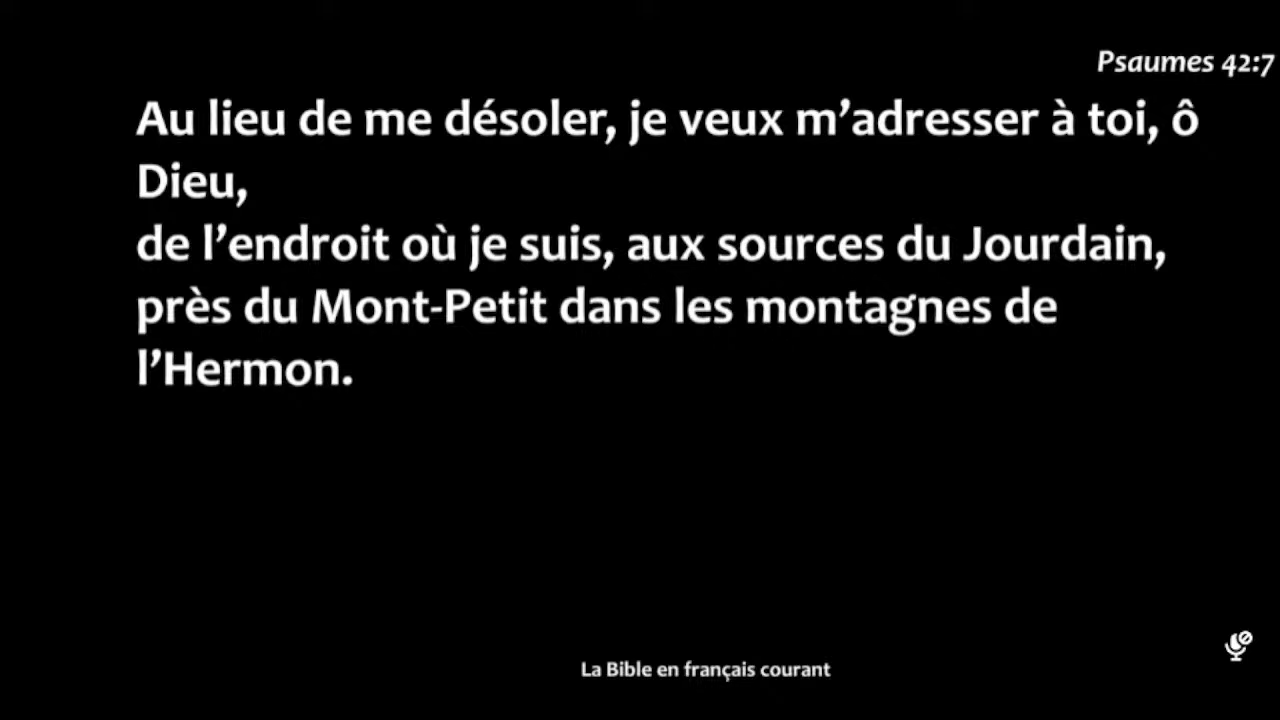 Psaumes 42:7
Au lieu de me désoler, je veux m’adresser à toi, ô
Dieu,
de l’endroit où je suis, aux sources du Jourdain,
près du Mont-Petit dans les montagnes de
l’Hermon.
La Bible en français courant